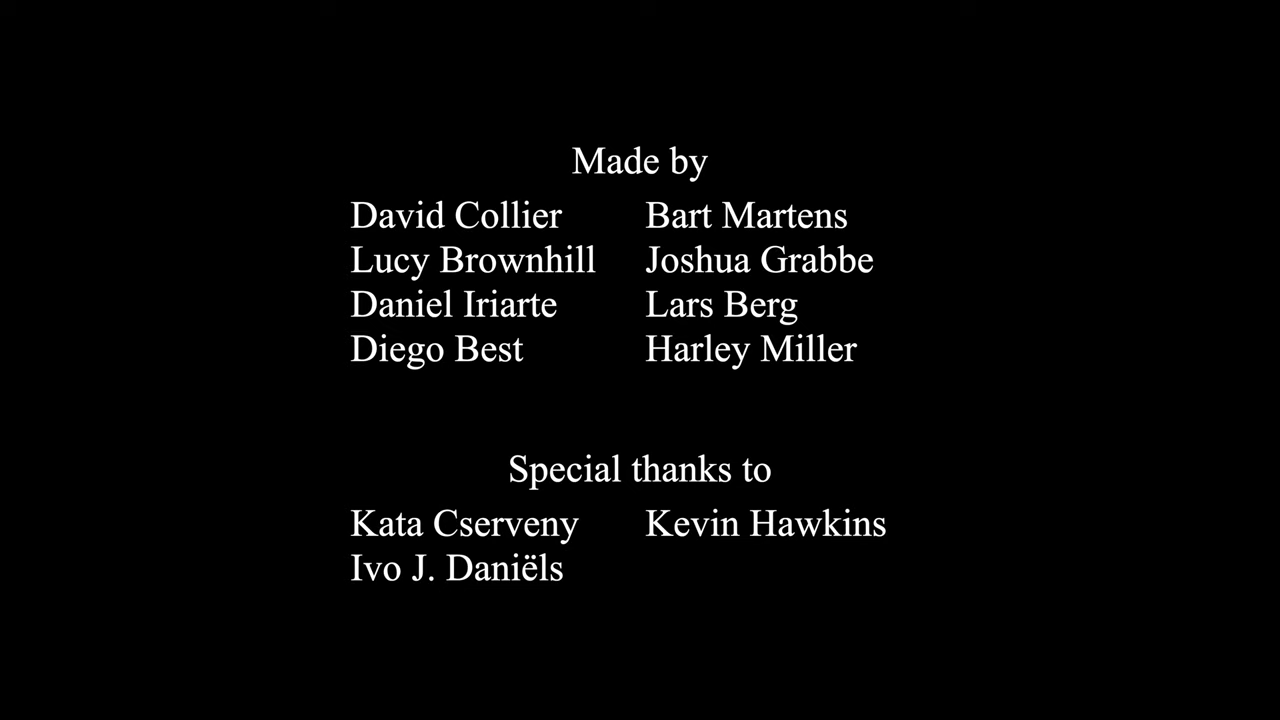 Made by
David Collier Bart Martens
Lucy Brownhill Joshua Grabbe
Daniel Iriarte Lars Berg
Diego Best Harley Miller
Special thanks to
Kata Cserveny Kevin Hawkins
Ivo J. Daniëls